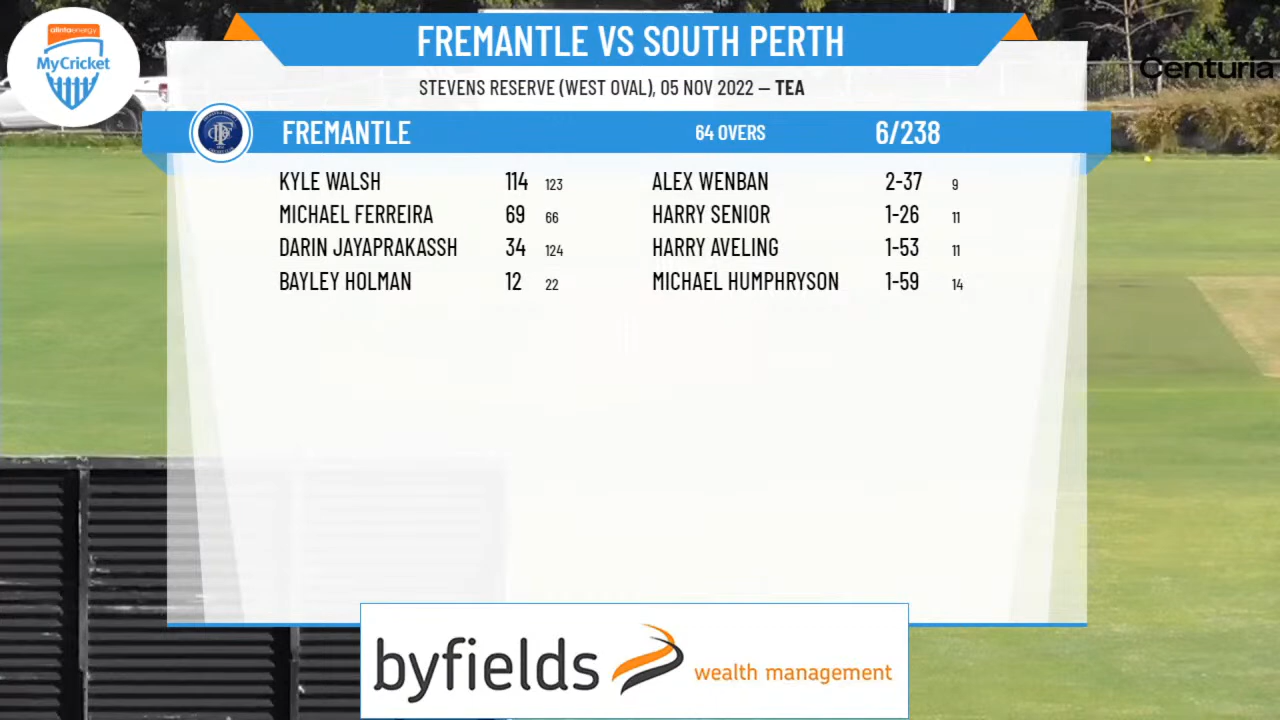 alintaenergy
MyCricket
FREMANTLE VS SOUTH PERTH
Centuria
STEVENS RESERVE (WEST OVAL), 05 NOV 2022 – TEA
FREMANTLE 64 OVERS 6/238
KYLE WALSH 114 123 ALEX WENBAN 2-37 9
MICHAEL FERREIRA 69 66 HARRY SENIOR 1-26 11
DARIN JAYAPRAKASSH 34 124 HARRY AVELING 1-53 11
BAYLEY HOLMAN 12 22 MICHAEL HUMPHRYSON 1-59 14
byfields wealth management